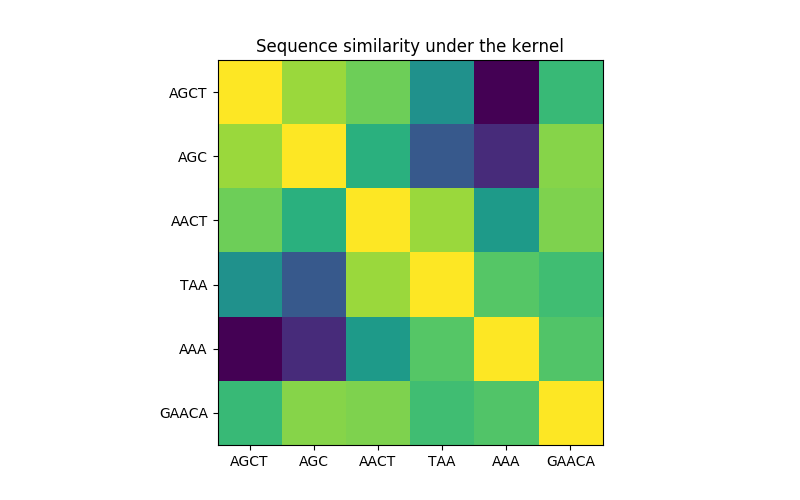 Sequence similarity under the kernel
AGCT
AGC
AACT
TAA
AAA
GAACA
AGCT AGC AACT TAA AAA GAACA